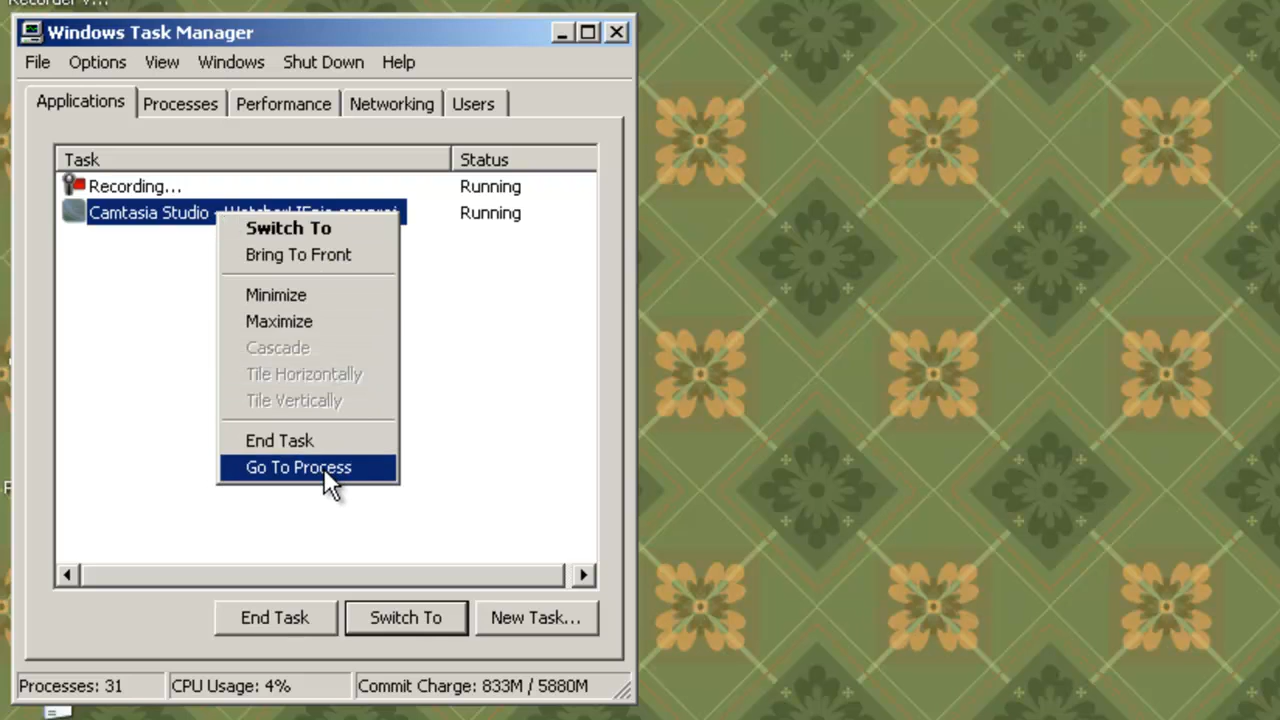 Recorder v...
Windows Task Manager
File Options View Windows Shut Down Help
Applications Processes Performance Networking Users
Task Status
Recording... Running
Camtasia Studio - Running
Switch To
Bring To Front
Minimize
Maximize
Cascade
Tile Horizontally
Tile Vertically
End Task
Go To Process
End Task Switch To New Task...
Processes: 31 CPU Usage: 4% Commit Charge: 833M / 5880M